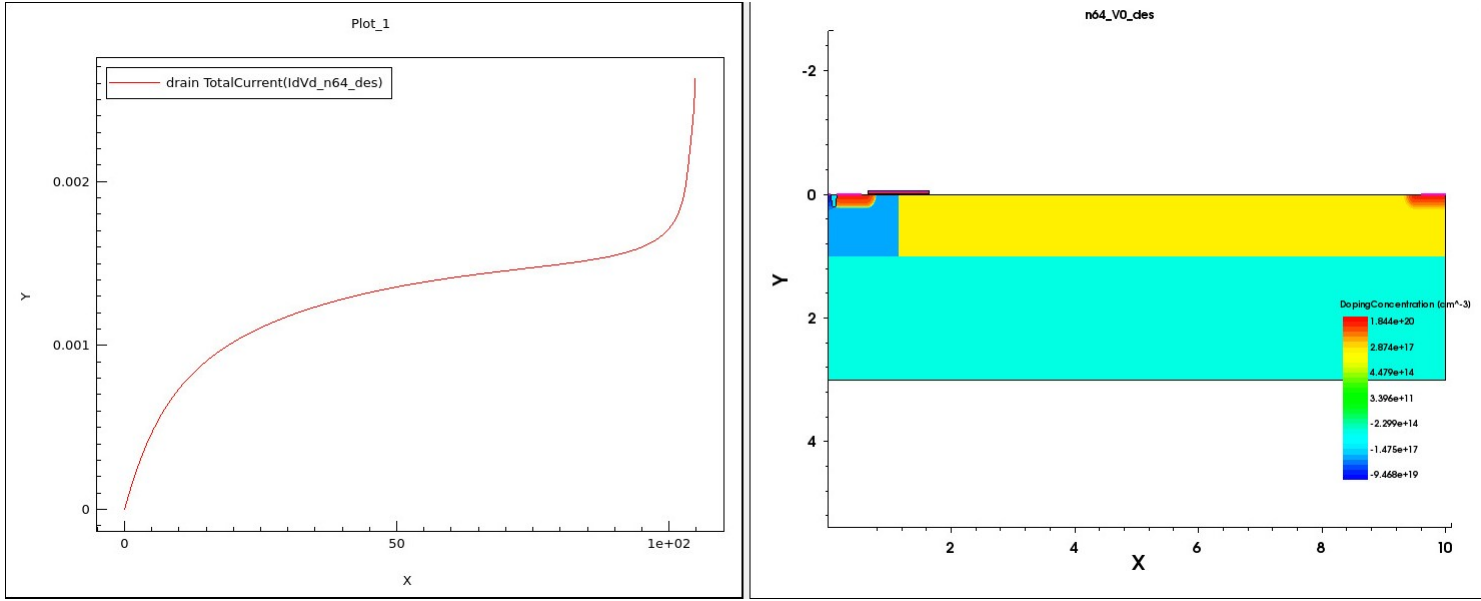 Plot_1
drain TotalCurrent(IdVd_n64_des)
Y
0.002
0.001
0
0
50
1e+02
X
n64_V0_des
-2
0
2
4
Y
DopingConcentration (cm^-3)
1.844e+20
2.874e+17
4.479e+14
3.396e+11
-2.299e+14
-1.475e+17
-9.468e+19
2
4
6
8
10
X